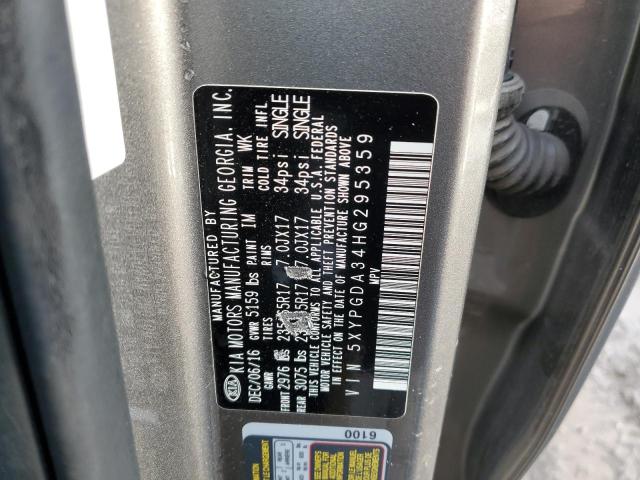 KIA
MANUFACTURED BY
KIA MOTORS MANUFACTURING GEORGIA, INC.
DEC/06/16 GVWR 5159 lbs PAINT IM TRIM WK
GAWR TIRES RIMS COLD TIRE INFL.
FRONT 2976 lbs 5R17 7.0JX17 34psi SINGLE
REAR 3075 lbs 5R17 7.0JX17 34psi SINGLE
THIS VEHICLE CONFORMS TO ALL APPLICABLE U.S.A. FEDERAL
MOTOR VEHICLE SAFETY AND THEFT PREVENTION STANDARDS
IN EFFECT ON THE DATE OF MANUFACTURE SHOWN ABOVE
VIN 5XYPGDA34HG295359
MPV
6100